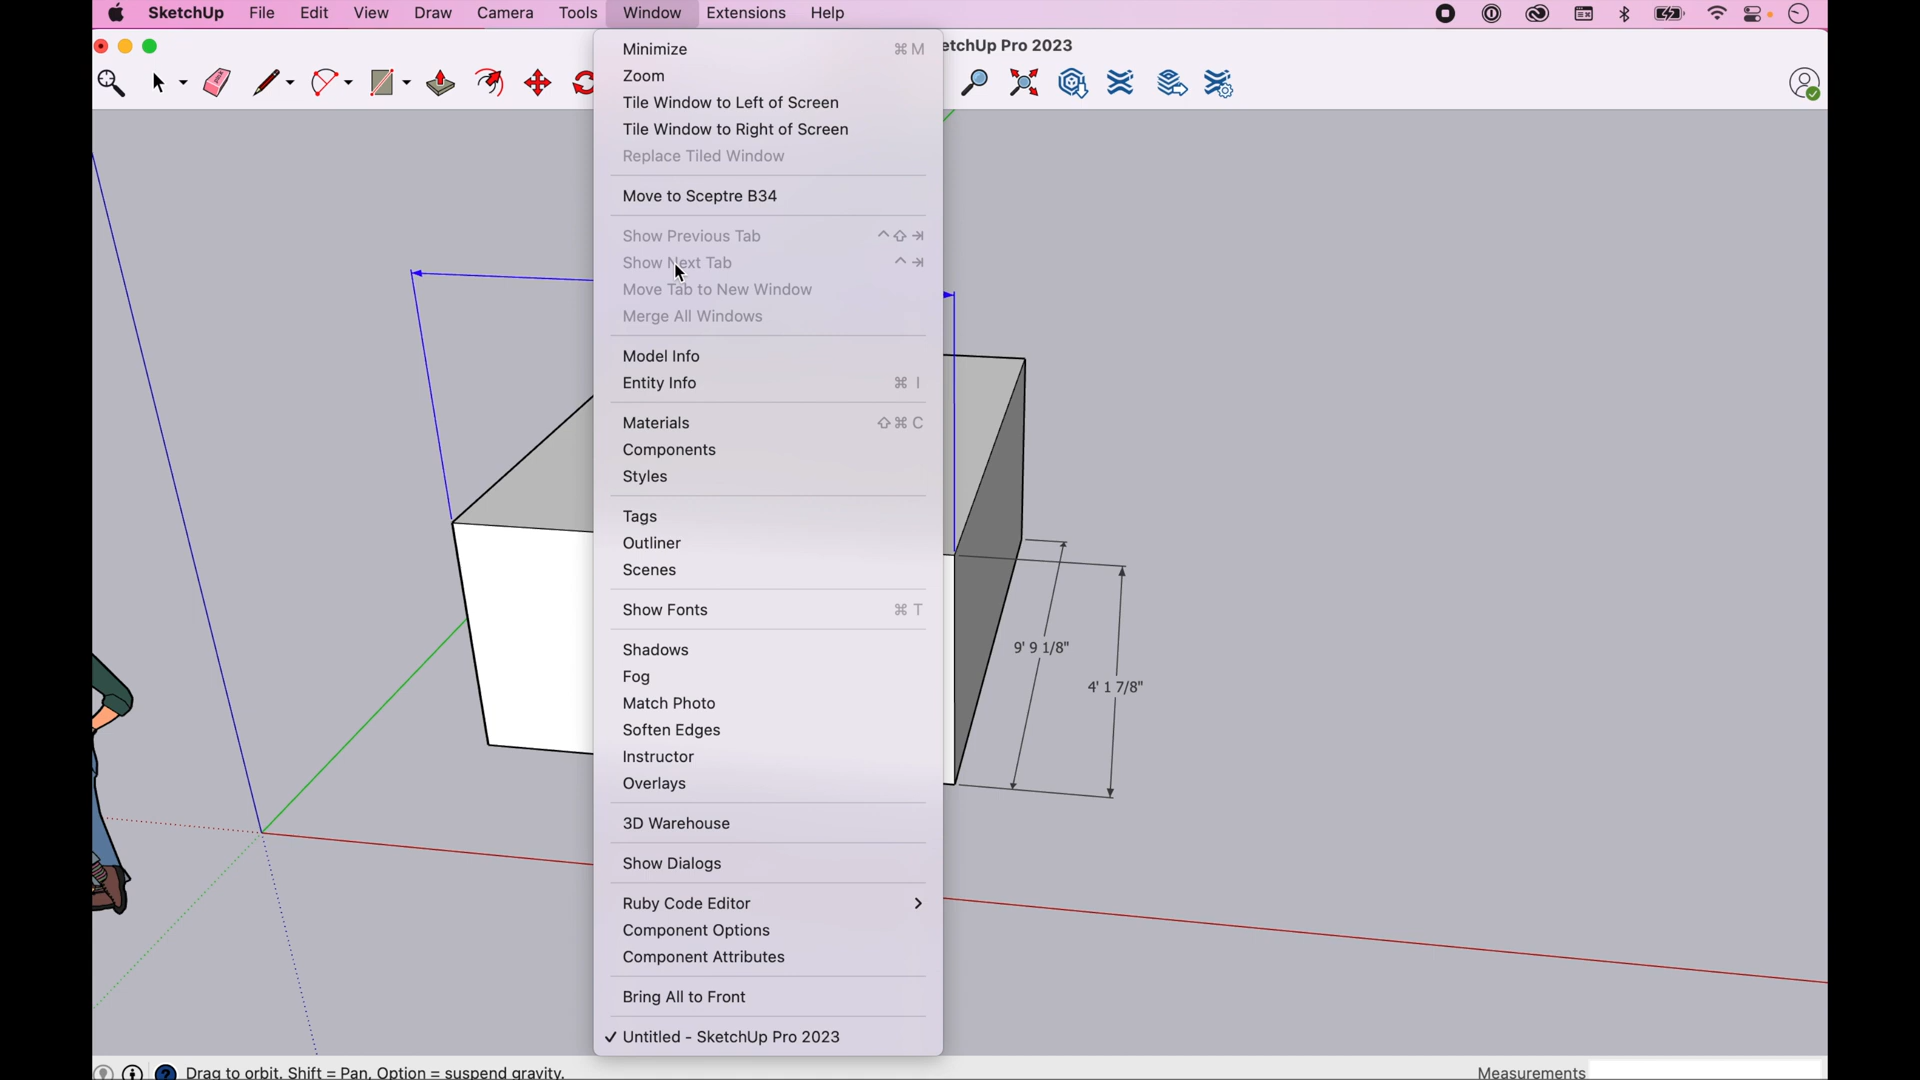 SketchUp File Edit View Draw Camera Tools Window Extensions Help
etchUp Pro 2023
Minimize ⌘ M
Zoom
Tile Window to Left of Screen
Tile Window to Right of Screen
Replace Tiled Window
Move to Sceptre B34
Show Previous Tab ⌃ ⇧ ⇥
Show Next Tab ⌃ ⇥
Move Tab to New Window
Merge All Windows
Model Info
Entity Info ⌘ I
Materials ⇧ ⌘ C
Components
Styles
Tags
Outliner
Scenes
Show Fonts ⌘ T
Shadows
Fog
Match Photo
Soften Edges
Instructor
Overlays
3D Warehouse
Show Dialogs
Ruby Code Editor >
Component Options
Component Attributes
Bring All to Front
✓ Untitled - SketchUp Pro 2023
9' 9 1/8"
4' 1 7/8"
Drag to orbit. Shift = Pan, Option = suspend gravity.
Measurements